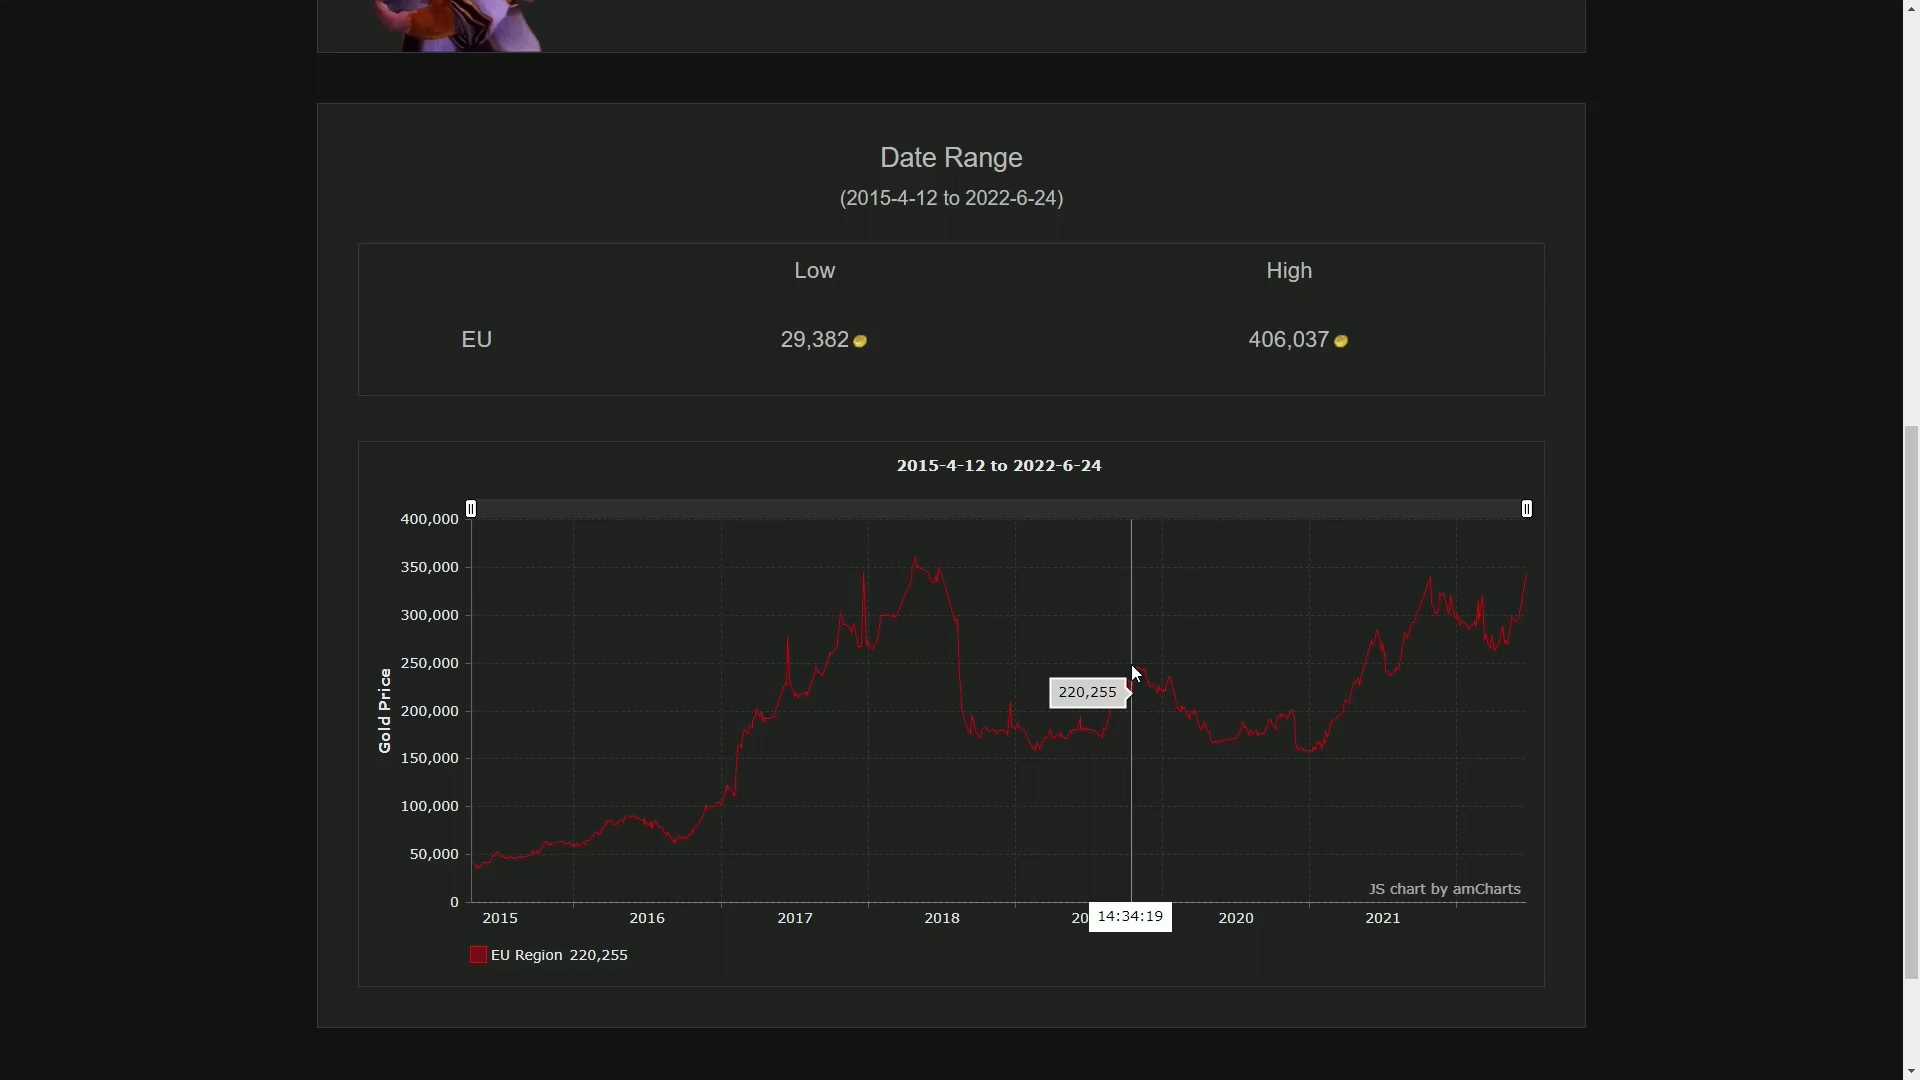 Date Range
(2015-4-12 to 2022-6-24)
Low High
EU 29,382 406,037
2015-4-12 to 2022-6-24
Gold Price
400,000
350,000
300,000
250,000
200,000
150,000
100,000
50,000
0
220,255
JS chart by amCharts
2015 2016 2017 2018 20 14:34:19 2020 2021
EU Region 220,255